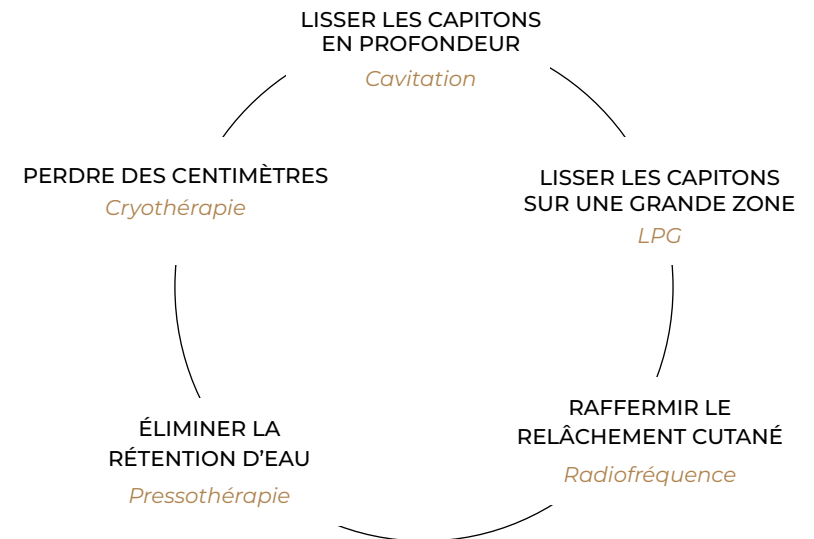 LISSER LES CAPITONS
EN PROFONDEUR
Cavitation
PERDRE DES CENTIMÈTRES
Cryothérapie
LISSER LES CAPITONS
SUR UNE GRANDE ZONE
LPG
ÉLIMINER LA
RÉTENTION D’EAU
Pressothérapie
RAFFERMIR LE
RELÂCHEMENT CUTANÉ
Radiofréquence